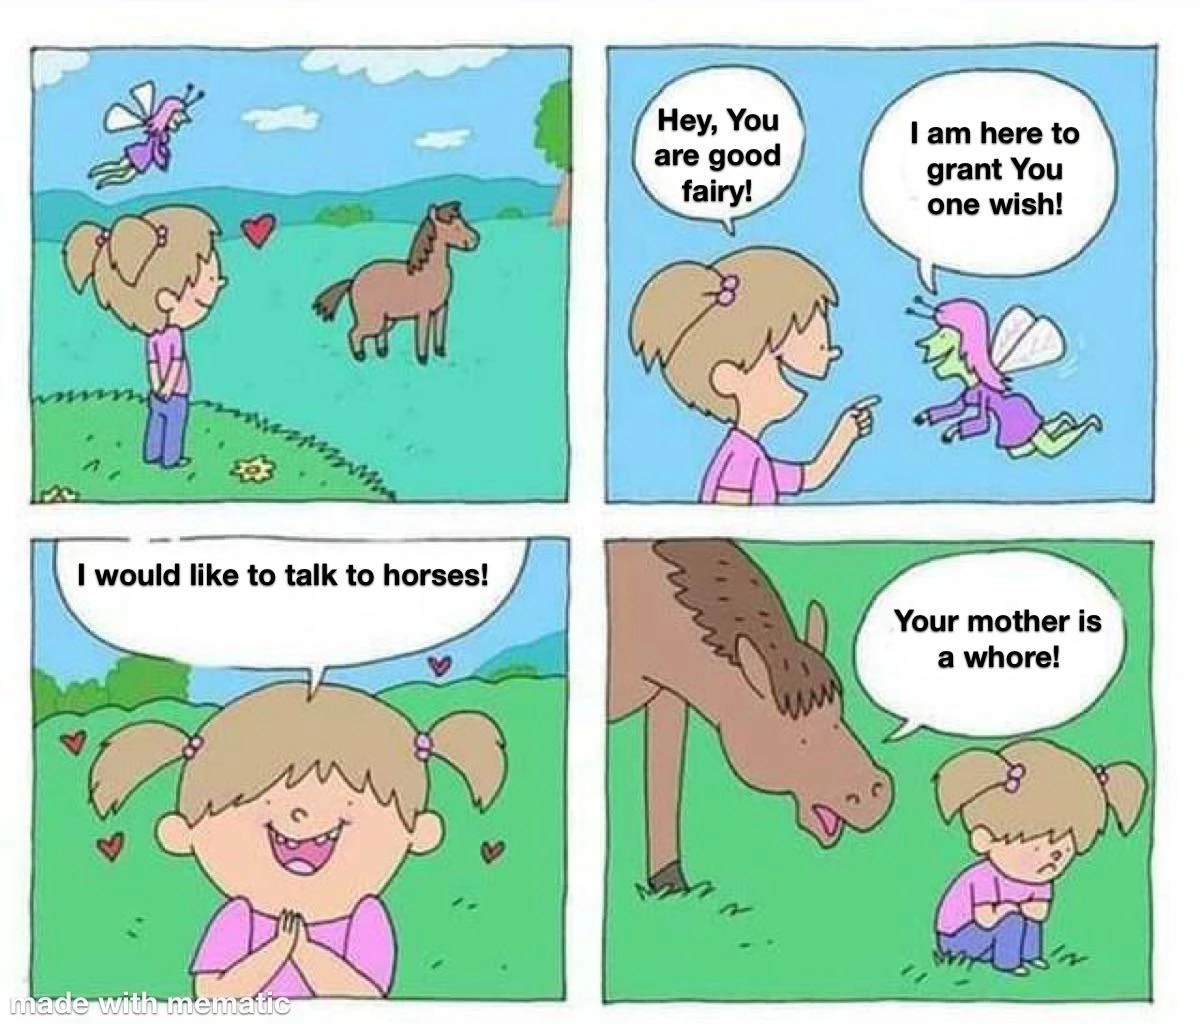 Hey, You
are good
fairy!
I am here to
grant You
one wish!
I would like to talk to horses!
Your mother is
a whore!
made with mematic